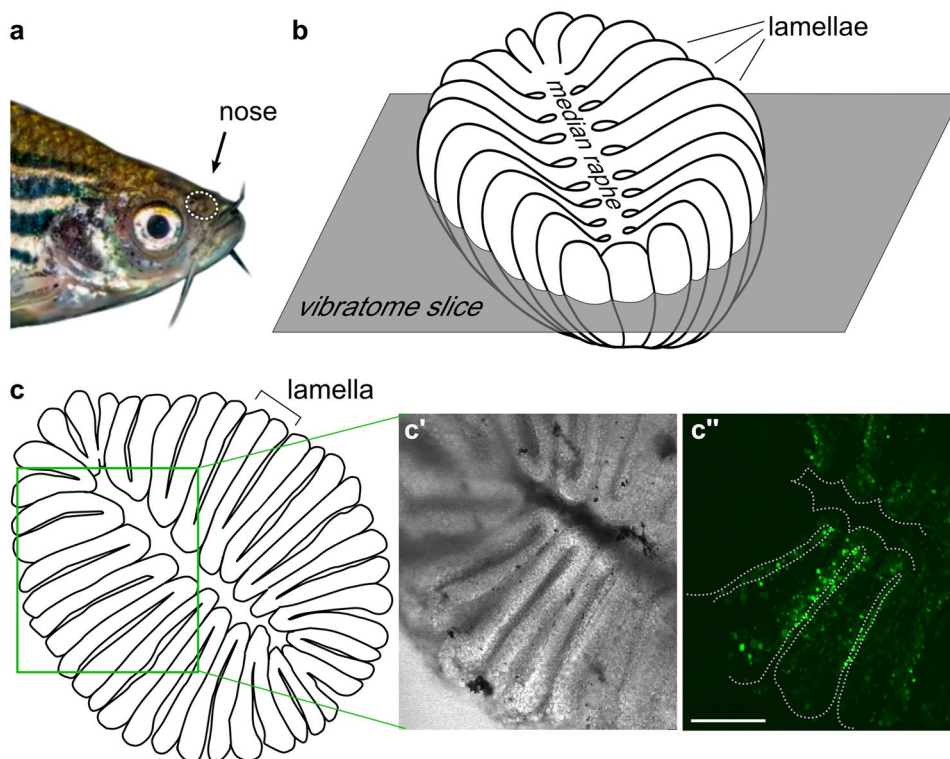 a
nose
b
lamellae
median raphe
vibratome slice
c
lamella
c'
c"